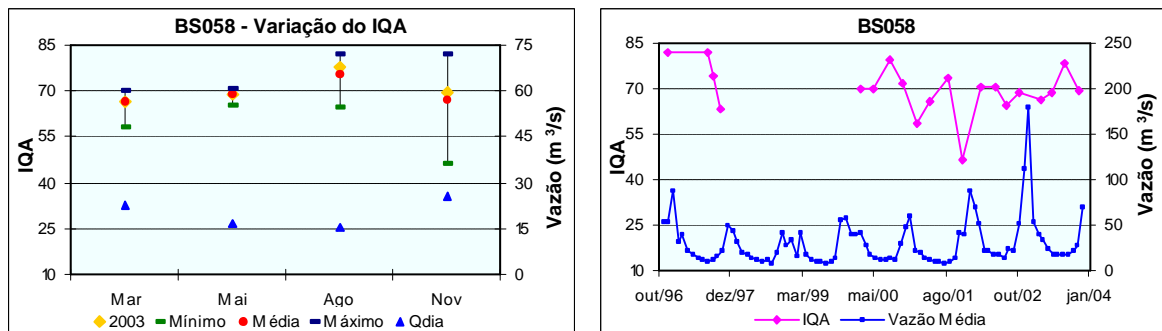 BS058 - Variação do IQA
85
70
55
40
25
10
IQA
75
60
45
30
15
0
Vazão (m³/s)
Mar Mai Ago Nov
2003 Mínimo Média Máximo Qdia
BS058
85
70
55
40
25
10
IQA
250
200
150
100
50
0
Vazão (m³/s)
out/96 dez/97 mar/99 mai/00 ago/01 out/02 jan/04
IQA Vazão Média